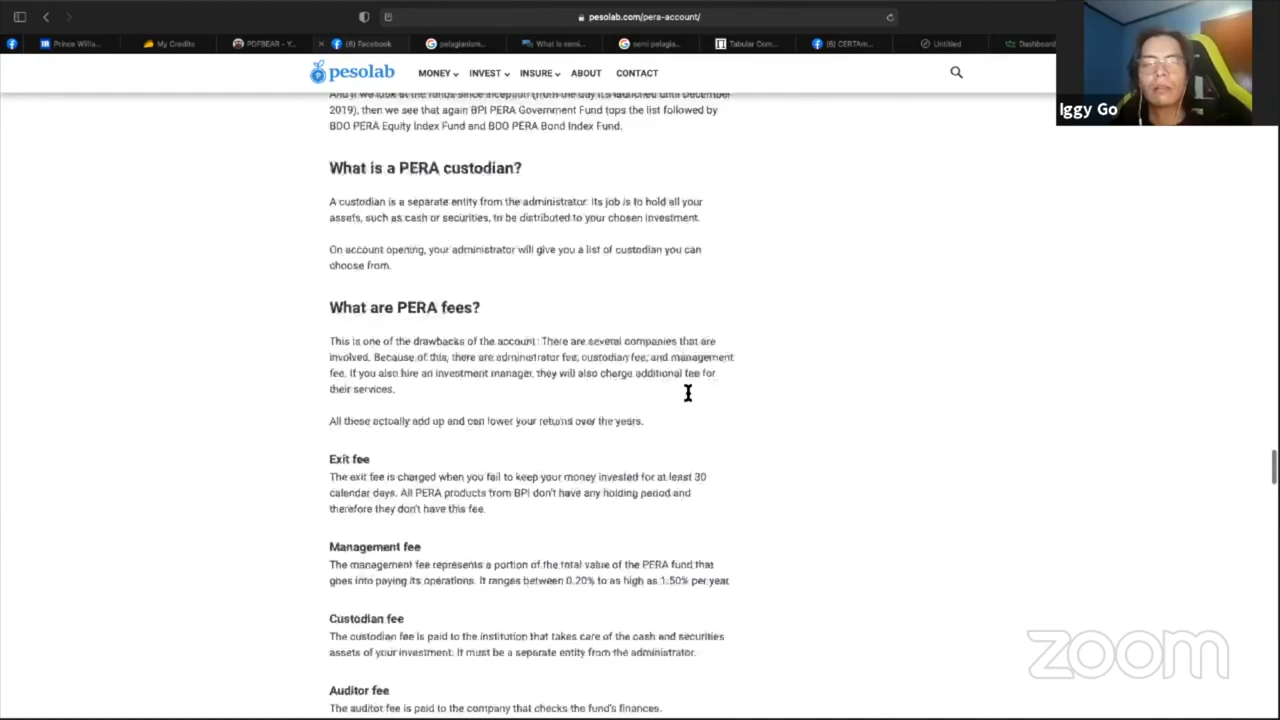 pesolab.com/pera-account/
Prince Willia...
My Credits
PDFBEAR - Y...
(6) Facebook
pelagianism...
What is semi...
semi pelagia...
Tabular Com...
(6) CERTAm...
Untitled
Dashboard
pesolab
MONEY
INVEST
INSURE
ABOUT
CONTACT
Iggy Go
And if we look at the funds since inception (from the day it's launched until December
2019), then we see that again BPI PERA Government Fund tops the list followed by
BDO PERA Equity Index Fund and BDO PERA Bond Index Fund.
What is a PERA custodian?
A custodian is a separate entity from the administrator. Its job is to hold all your
assets, such as cash or securities, to be distributed to your chosen investment.
On account opening, your administrator will give you a list of custodian you can
choose from.
What are PERA fees?
This is one of the drawbacks of the account. There are several companies that are
involved. Because of this, there are administrator fee, custodian fee, and management
fee. If you also hire an investment manager, they will also charge additional fee for
their services.
All these actually add up and can lower your returns over the years.
Exit fee
The exit fee is charged when you fail to keep your money invested for at least 30
calendar days. All PERA products from BPI don't have any holding period and
therefore they don't have this fee.
Management fee
The management fee represents a portion of the total value of the PERA fund that
goes into paying its operations. It ranges between 0.20% to as high as 1.50% per year
Custodian fee
The custodian fee is paid to the institution that takes care of the cash and securities
assets of your investment. It must be a separate entity from the administrator.
Auditor fee
The auditor fee is paid to the company that checks the fund's finances.
zoom